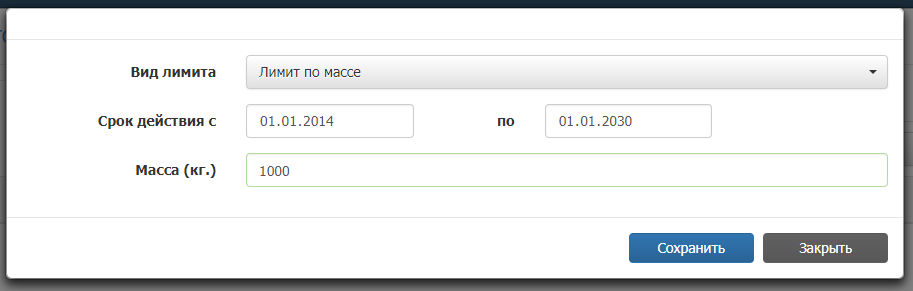 Вид лимита Лимит по массе
Срок действия с 01.01.2014 по 01.01.2030
Масса (кг.) 1000
Сохранить Закрыть